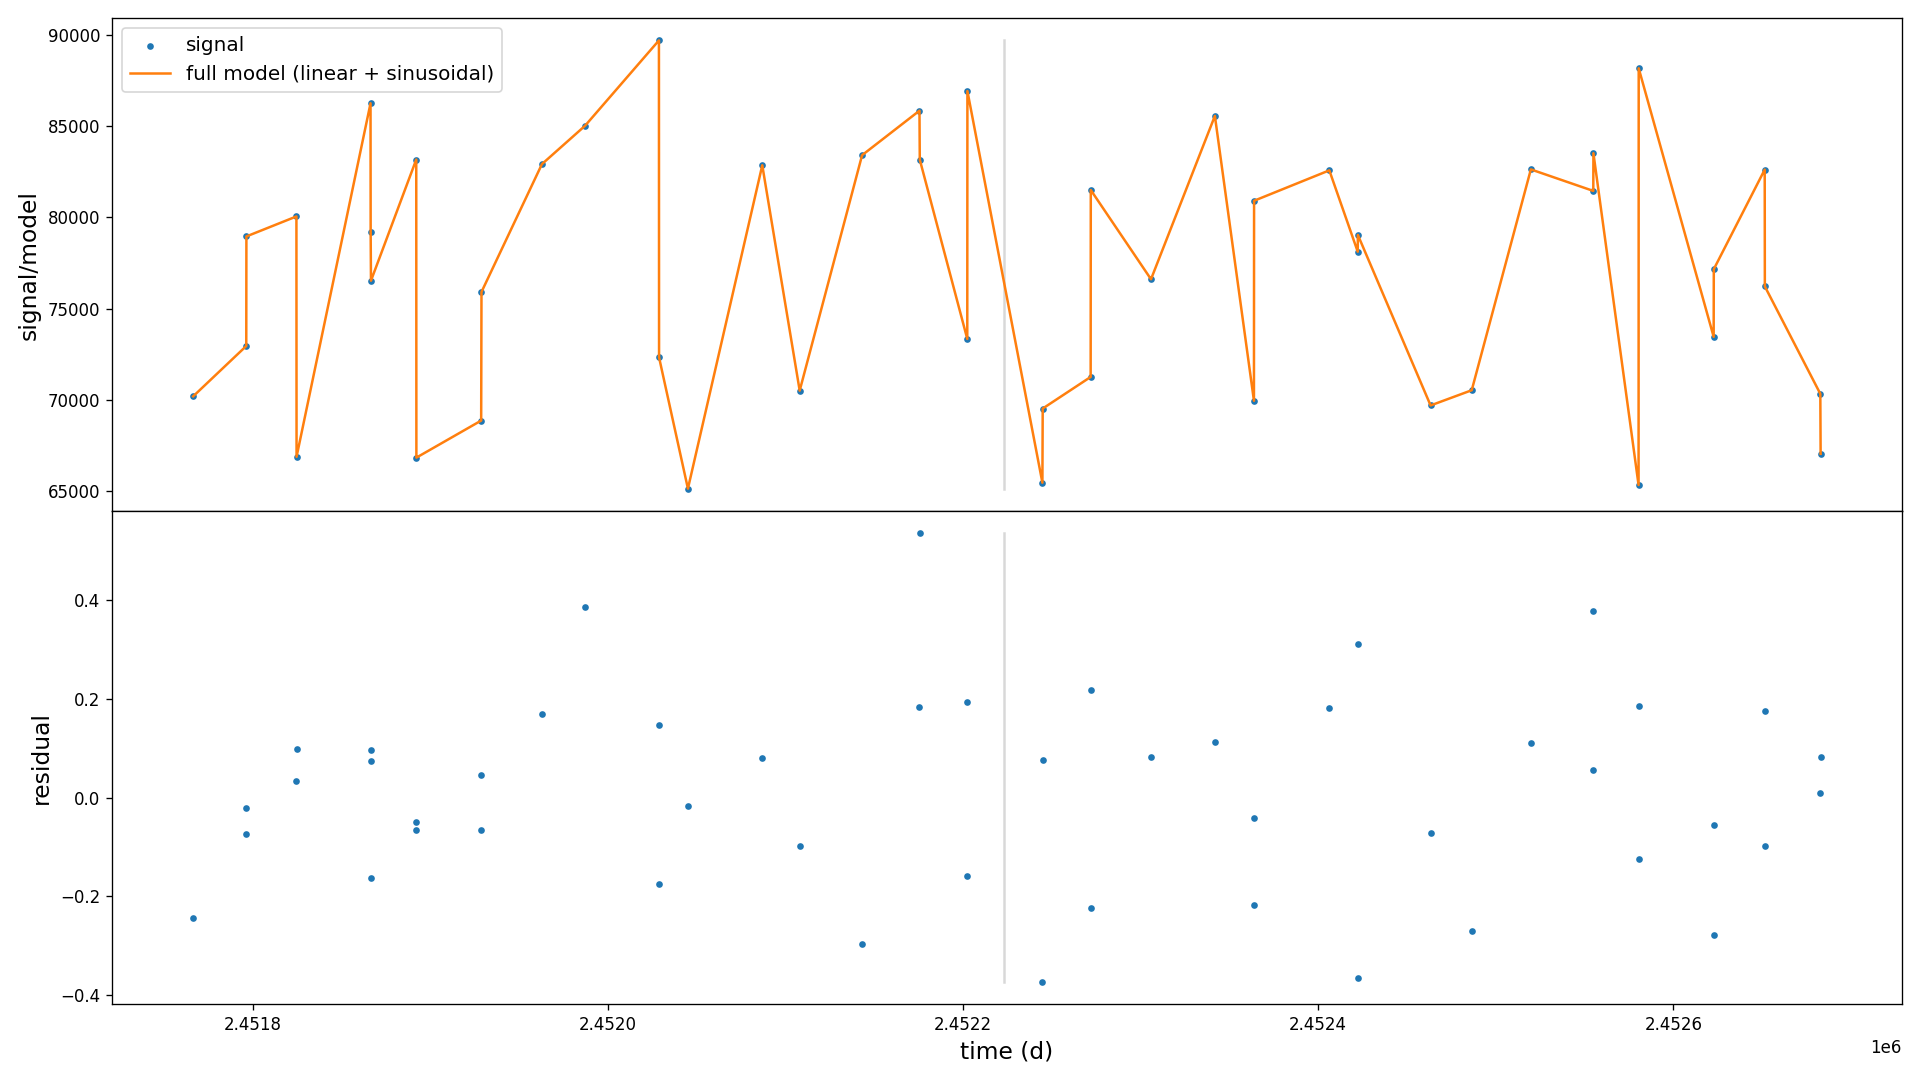 signal
full model (linear + sinusoidal)
90000
85000
80000
75000
70000
65000
signal/model
0.4
0.2
0.0
−0.2
−0.4
residual
2.4518
2.4520
2.4522
2.4524
2.4526
1e6
time (d)